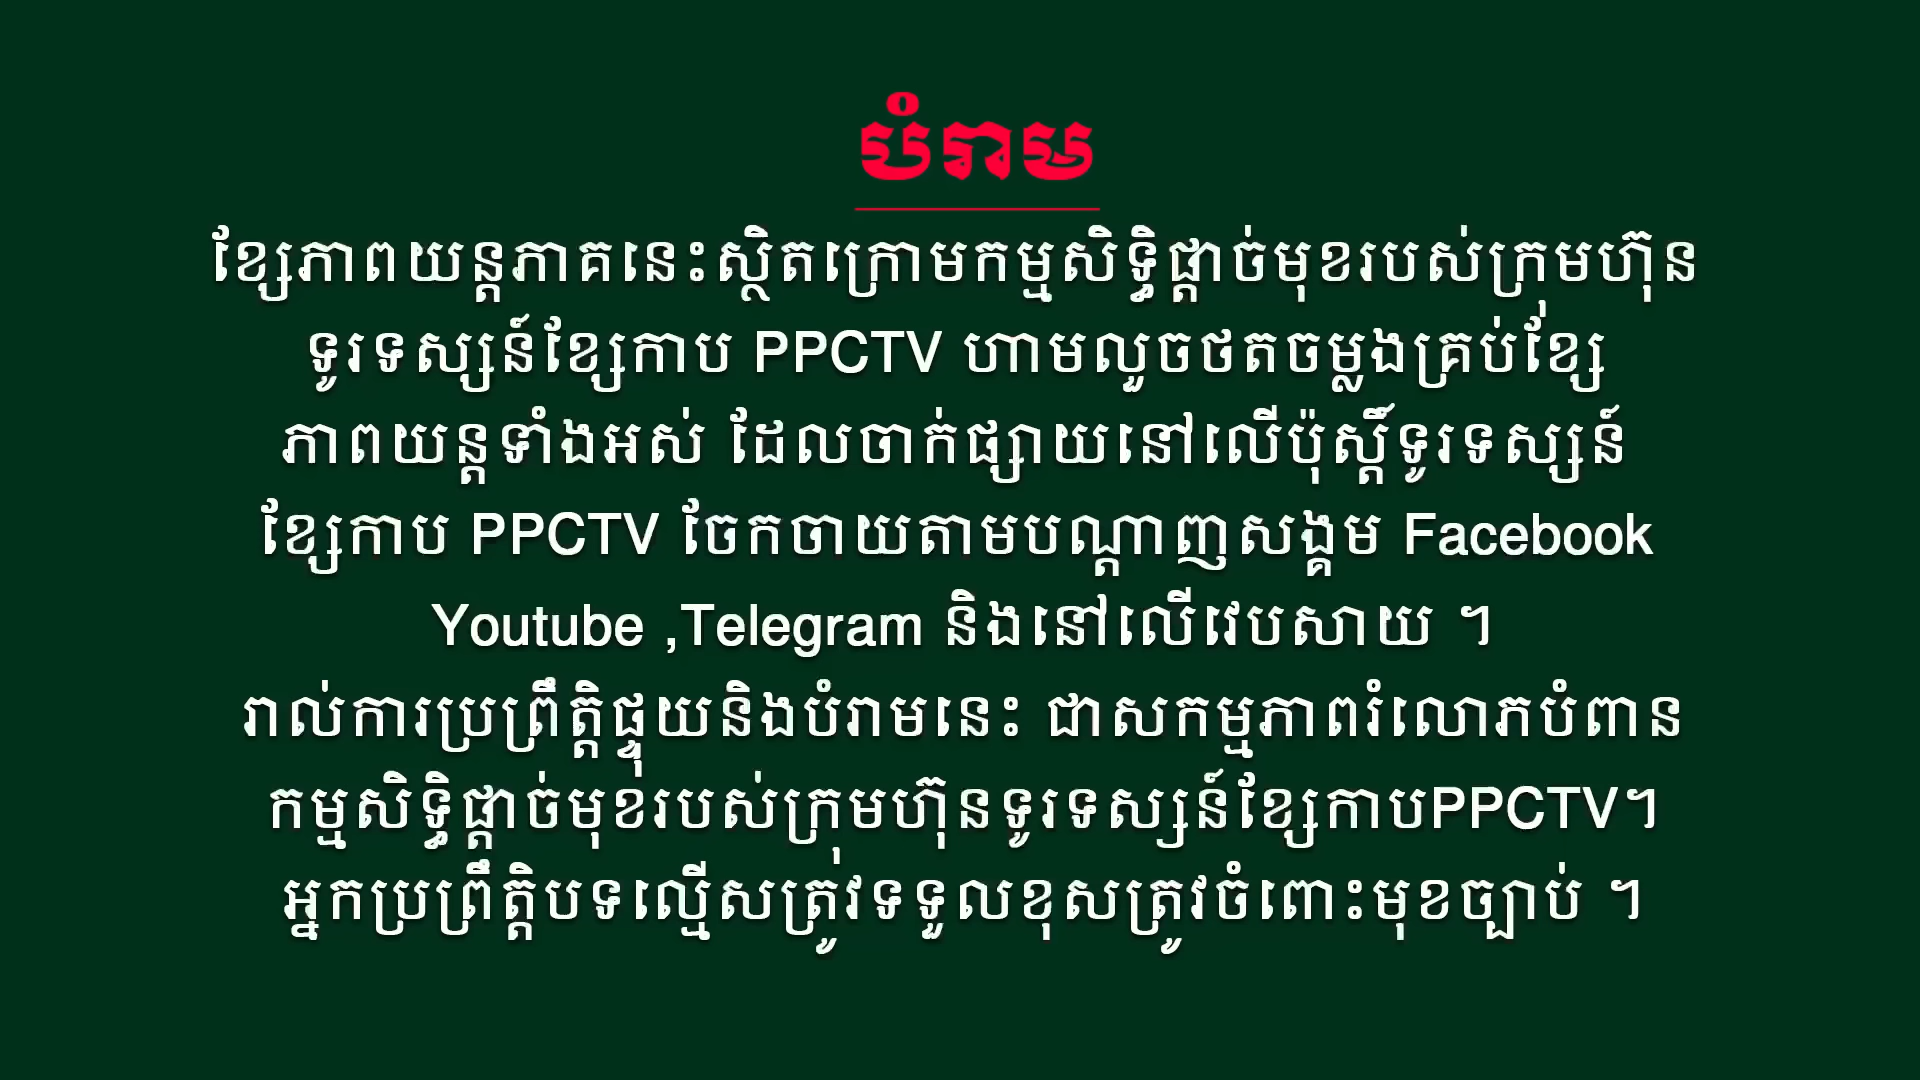 បំរាម
ខ្សែភាពយន្តភាគនេះស្ថិតក្រោមកម្មសិទ្ធិផ្តាច់មុខរបស់ក្រុមហ៊ុន
ទូរទស្សន៍ខ្សែកាប PPCTV ហាមលួចថតចម្លងគ្រប់ខ្សែ
ភាពយន្តទាំងអស់ ដែលចាក់ផ្សាយនៅលើប៉ុស្តិ៍ទូរទស្សន៍
ខ្សែកាប PPCTV ចែកចាយតាមបណ្តាញសង្គម Facebook
Youtube ,Telegram និងនៅលើវេបសាយ ។
រាល់ការប្រព្រឹត្តិផ្ទុយនិងបំរាមនេះ ជាសកម្មភាពរំលោភបំពាន
កម្មសិទ្ធិផ្តាច់មុខរបស់ក្រុមហ៊ុនទូរទស្សន៍ខ្សែកាបPPCTV។
អ្នកប្រព្រឹត្តិបទល្មើសត្រូវទទួលខុសត្រូវចំពោះមុខច្បាប់ ។